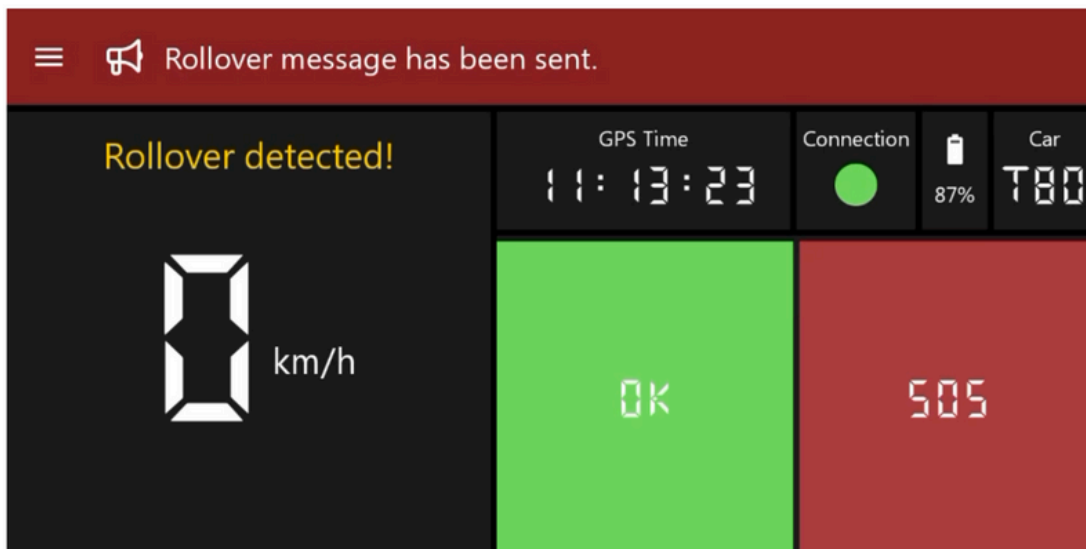 Rollover message has been sent.
Rollover detected!
0
km/h
GPS Time
11:13:23
Connection
87%
Car
T80
OK
SOS